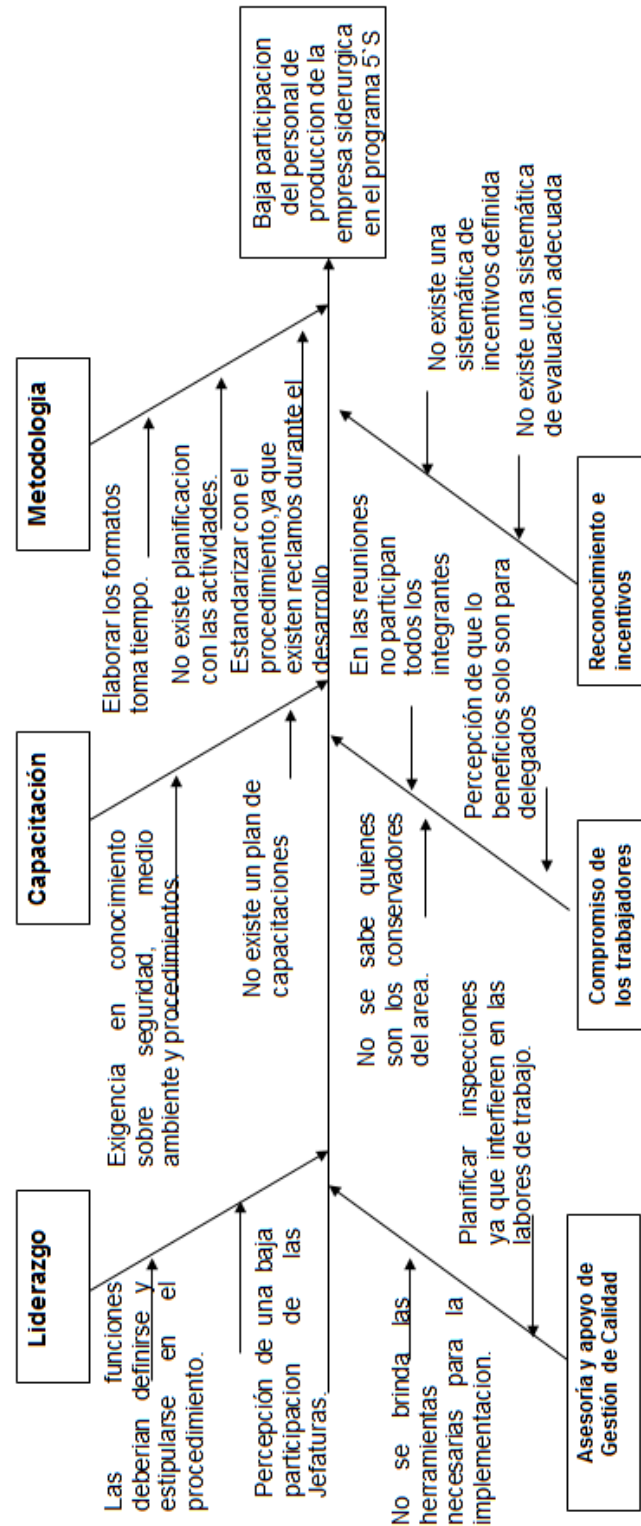 Liderazgo
Las funciones
deberian definirse y
estipularse en el
procedimiento.
Percepción de una baja
participacion de las
Jefaturas.
Capacitación
Exigencia en conocimiento
sobre seguridad, medio
ambiente y procedimientos.
No existe un plan de
capacitaciones
Metodologia
Elaborar los formatos
toma tiempo.
No existe planificacion
con las actividades.
Estandarizar con el
procedimiento, ya que
existen reclamos durante el
desarrollo
Baja participacion
del personal de
produccion de la
empresa siderurgica
en el programa 5`S
No se brinda las
herramientas
necesarias para la
implementacion.
Planificar inspecciones
ya que interfieren en las
labores de trabajo.
Asesoría y apoyo de
Gestión de Calidad
No se sabe quienes
son los conservadores
del area.
En las reuniones
no participan
todos los
integrantes
Percepción de que lo
beneficios solo son para
delegados
Compromiso de
los trabajadores
No existe una
sistemática de
incentivos definida
No existe una sistemática
de evaluación adecuada
Reconocimiento e
incentivos